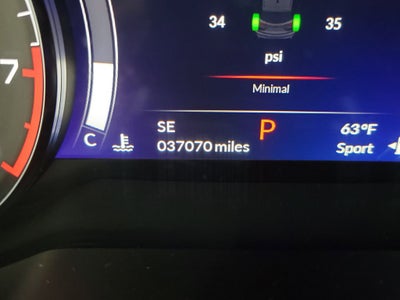 34 35
psi
7
Minimal
SE P 63°F
C 037070 miles Sport